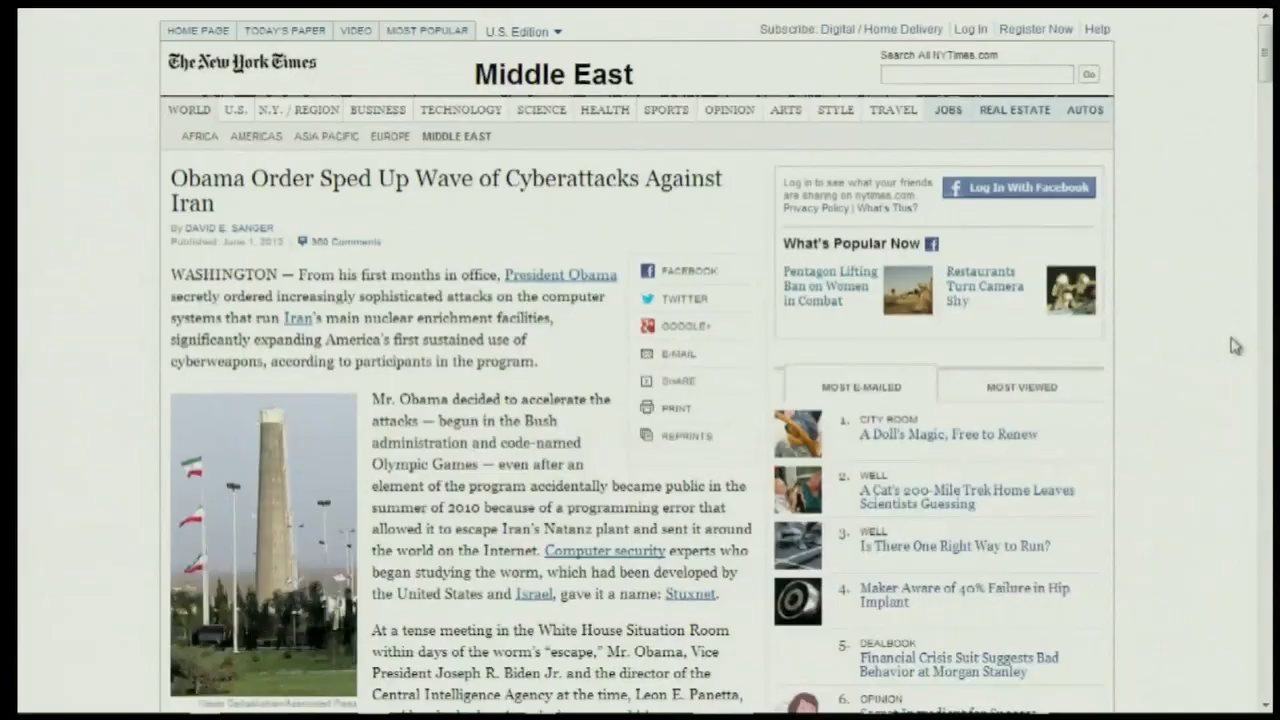 HOME PAGE
TODAY'S PAPER
VIDEO
MOST POPULAR
U.S. Edition
Subscribe: Digital / Home Delivery
Log In
Register Now
Help
The New York Times
Middle East
Search All NYTimes.com
Go
WORLD
U.S.
N.Y. / REGION
BUSINESS
TECHNOLOGY
SCIENCE
HEALTH
SPORTS
OPINION
ARTS
STYLE
TRAVEL
JOBS
REAL ESTATE
AUTOS
AFRICA
AMERICAS
ASIA PACIFIC
EUROPE
MIDDLE EAST
Obama Order Sped Up Wave of Cyberattacks Against
Iran
By DAVID E. SANGER
Published: June 1, 2012
360 Comments
WASHINGTON — From his first months in office, President Obama
secretly ordered increasingly sophisticated attacks on the computer
systems that run Iran's main nuclear enrichment facilities,
significantly expanding America's first sustained use of
cyberweapons, according to participants in the program.
Mr. Obama decided to accelerate the
attacks — begun in the Bush
administration and code-named
Olympic Games — even after an
element of the program accidentally became public in the
summer of 2010 because of a programming error that
allowed it to escape Iran's Natanz plant and sent it around
the world on the Internet. Computer security experts who
began studying the worm, which had been developed by
the United States and Israel, gave it a name: Stuxnet.
At a tense meeting in the White House Situation Room
within days of the worm's "escape," Mr. Obama, Vice
President Joseph R. Biden Jr. and the director of the
Central Intelligence Agency at the time, Leon E. Panetta,
FACEBOOK
TWITTER
GOOGLE+
E-MAIL
SHARE
PRINT
REPRINTS
Log in to see what your friends
are sharing on nytimes.com.
Privacy Policy | What's This?
Log In With Facebook
What's Popular Now
Pentagon Lifting
Ban on Women
in Combat
Restaurants
Turn Camera
Shy
MOST E-MAILED
MOST VIEWED
1. CITY ROOM
A Doll's Magic, Free to Renew
2. WELL
A Cat's 200-Mile Trek Home Leaves
Scientists Guessing
3. WELL
Is There One Right Way to Run?
4. Maker Aware of 40% Failure in Hip
Implant
5. DEALBOOK
Financial Crisis Suit Suggests Bad
Behavior at Morgan Stanley
6. OPINION